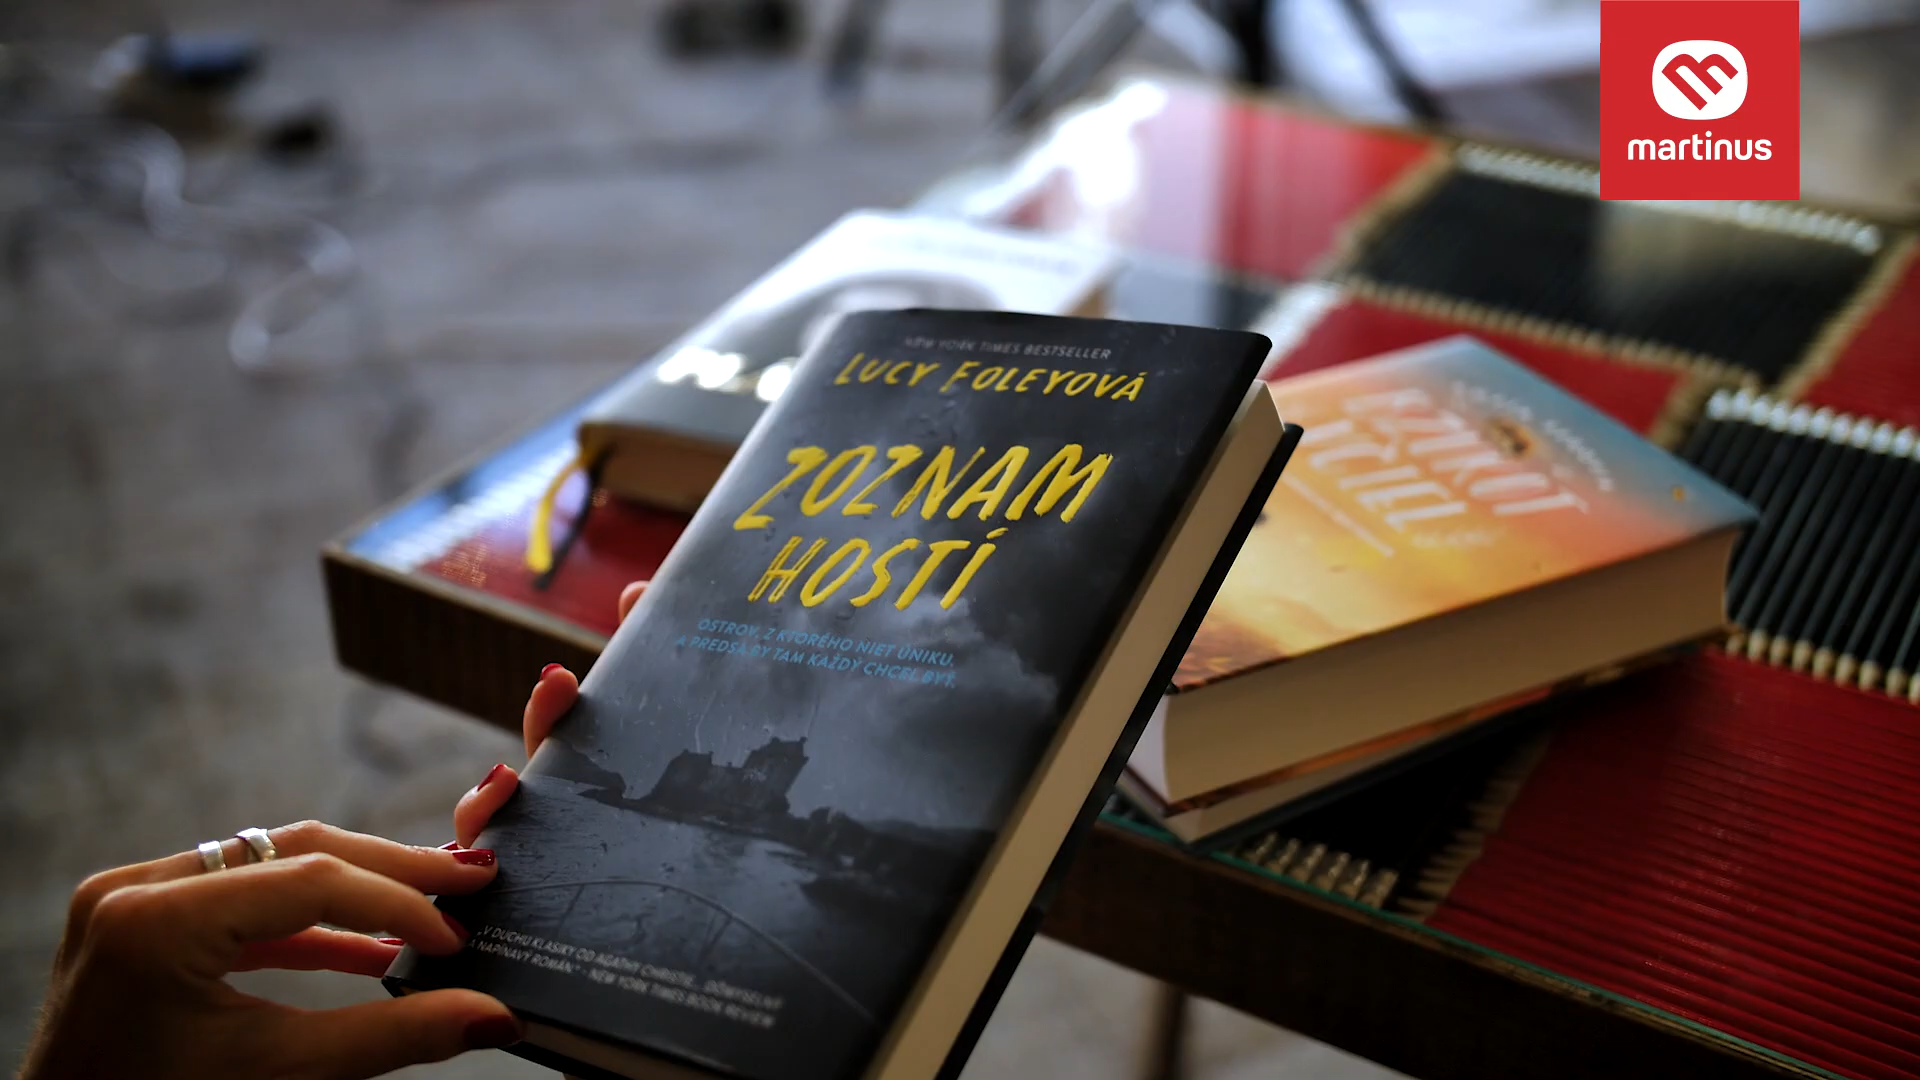 martinus
NEW YORK TIMES BESTSELLER
LUCY FOLEYOVÁ
ZOZNAM
HOSTÍ
OSTROV, Z KTORÉHO NIET ÚNIKU,
A PREDSA BY TAM KAŽDÝ CHCEL BYŤ.
„V DUCHU KLASIKY OD AGATHY CHRISTIE... DÔMYSELNÝ
A NAPÍNAVÝ ROMÁN.“ - NEW YORK TIMES BOOK REVIEW